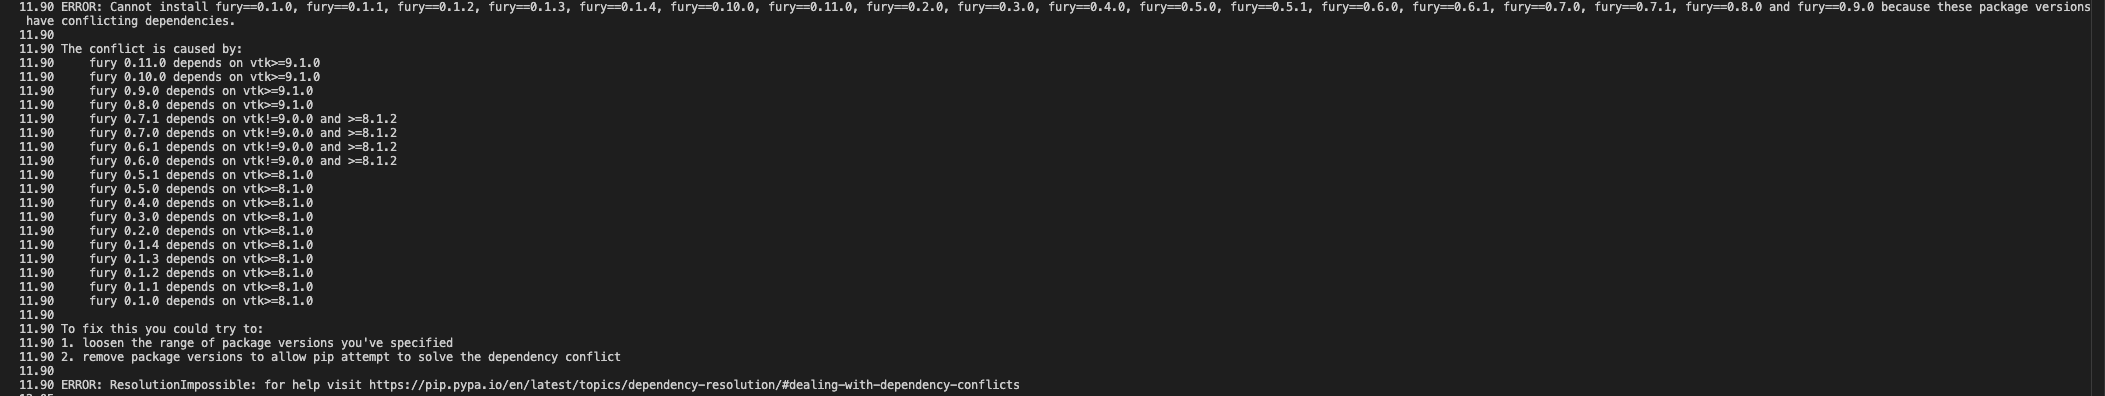 11.90 ERROR: Cannot install fury==0.1.0, fury==0.1.1, fury==0.1.2, fury==0.1.3, fury==0.1.4, fury==0.10.0, fury==0.11.0, fury==0.2.0, fury==0.3.0, fury==0.4.0, fury==0.5.0, fury==0.5.1, fury==0.6.0, fury==0.6.1, fury==0.7.0, fury==0.7.1, fury==0.8.0 and fury==0.9.0 because these package versions
have conflicting dependencies.
11.90
11.90 The conflict is caused by:
11.90     fury 0.11.0 depends on vtk>=9.1.0
11.90     fury 0.10.0 depends on vtk>=9.1.0
11.90     fury 0.9.0 depends on vtk>=9.1.0
11.90     fury 0.8.0 depends on vtk>=9.1.0
11.90     fury 0.7.1 depends on vtk!=9.0.0 and >=8.1.2
11.90     fury 0.7.0 depends on vtk!=9.0.0 and >=8.1.2
11.90     fury 0.6.1 depends on vtk!=9.0.0 and >=8.1.2
11.90     fury 0.6.0 depends on vtk!=9.0.0 and >=8.1.2
11.90     fury 0.5.1 depends on vtk>=8.1.0
11.90     fury 0.5.0 depends on vtk>=8.1.0
11.90     fury 0.4.0 depends on vtk>=8.1.0
11.90     fury 0.3.0 depends on vtk>=8.1.0
11.90     fury 0.2.0 depends on vtk>=8.1.0
11.90     fury 0.1.4 depends on vtk>=8.1.0
11.90     fury 0.1.3 depends on vtk>=8.1.0
11.90     fury 0.1.2 depends on vtk>=8.1.0
11.90     fury 0.1.1 depends on vtk>=8.1.0
11.90     fury 0.1.0 depends on vtk>=8.1.0
11.90
11.90 To fix this you could try to:
11.90 1. loosen the range of package versions you've specified
11.90 2. remove package versions to allow pip attempt to solve the dependency conflict
11.90
11.90 ERROR: ResolutionImpossible: for help visit https://pip.pypa.io/en/latest/topics/dependency-resolution/#dealing-with-dependency-conflicts